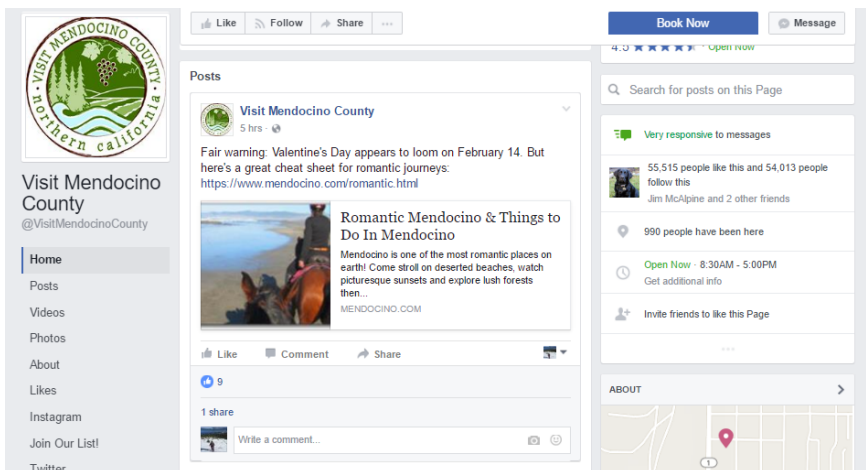 VISIT MENDOCINO COUNTY
northern california
Visit Mendocino
County
@VisitMendocinoCounty
Home
Posts
Videos
Photos
About
Likes
Instagram
Join Our List!
Twitter
Like
Follow
Share
Book Now
Message
Posts
Visit Mendocino County
5 hrs ·
Fair warning: Valentine's Day appears to loom on February 14. But
here's a great cheat sheet for romantic journeys:
https://www.mendocino.com/romantic.html
Romantic Mendocino & Things to
Do In Mendocino
Mendocino is one of the most romantic places on
earth! Come stroll on deserted beaches, watch
picturesque sunsets and explore lush forests
then...
MENDOCINO.COM
Like
Comment
Share
9
1 share
Write a comment...
4.5 ★★★★★ · Open Now
Search for posts on this Page
Very responsive to messages
55,515 people like this and 54,013 people
follow this
Jim McAlpine and 2 other friends
990 people have been here
Open Now · 8:30AM - 5:00PM
Get additional info
Invite friends to like this Page
ABOUT
1